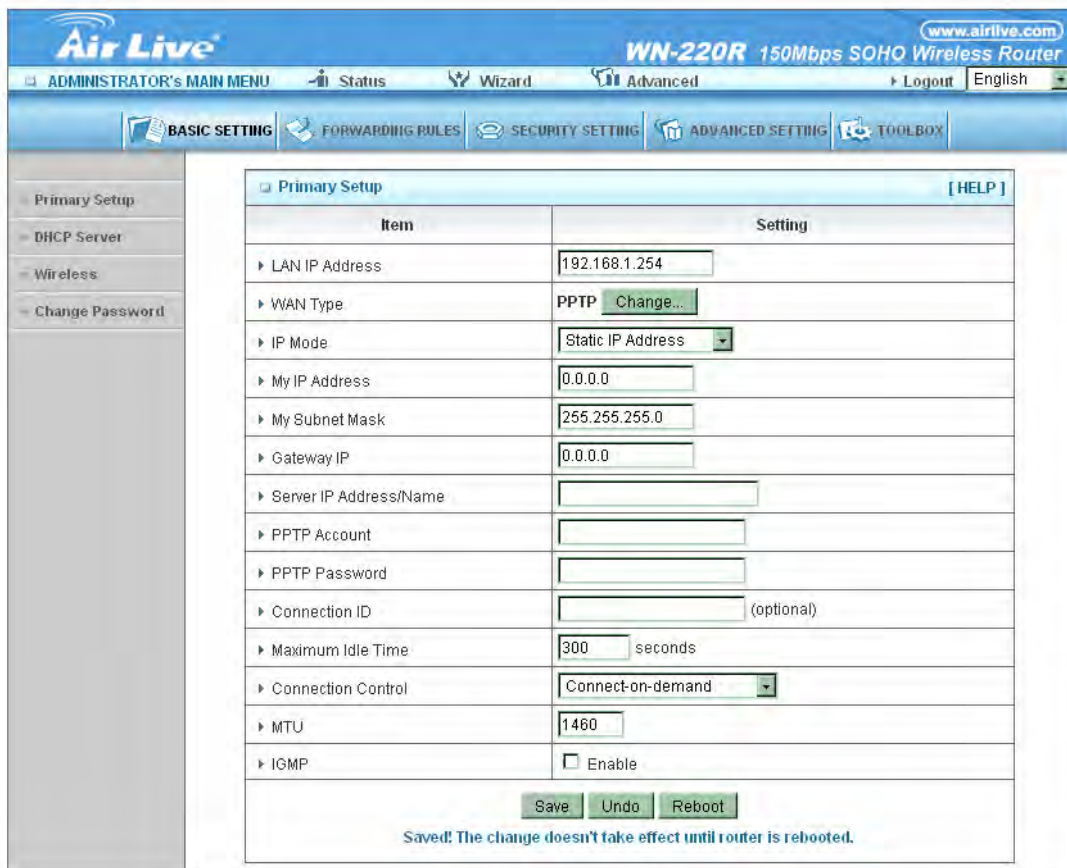 www.airlive.com
Air Live
WN-220R 150Mbps SOHO Wireless Router
ADMINISTRATOR's MAIN MENU Status Wizard Advanced Logout English
BASIC SETTING FORWARDING RULES SECURITY SETTING ADVANCED SETTING TOOLBOX
Primary Setup
DHCP Server
Wireless
Change Password
Primary Setup [ HELP ]
Item Setting
LAN IP Address 192.168.1.254
WAN Type PPTP Change...
IP Mode Static IP Address
My IP Address 0.0.0.0
My Subnet Mask 255.255.255.0
Gateway IP 0.0.0.0
Server IP Address/Name
PPTP Account
PPTP Password
Connection ID (optional)
Maximum Idle Time 300 seconds
Connection Control Connect-on-demand
MTU 1460
IGMP Enable
Save Undo Reboot
Saved! The change doesn't take effect until router is rebooted.